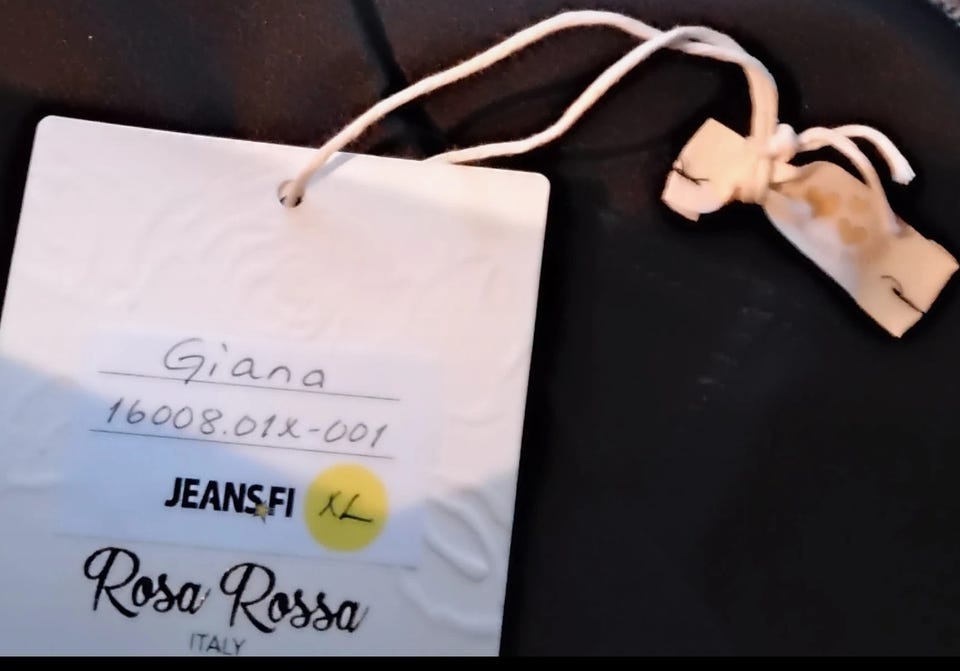 Giana
16008.01X-001
JEANS.FI XL
Rosa Rossa
ITALY